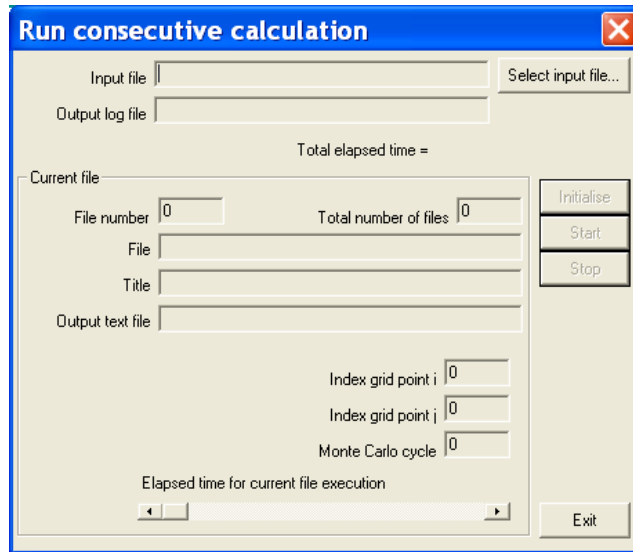 Run consecutive calculation
Input file
Select input file...
Output log file
Total elapsed time =
Current file
File number 0 Total number of files 0
Initialise
File
Start
Title
Stop
Output text file
Index grid point i 0
Index grid point j 0
Monte Carlo cycle 0
Elapsed time for current file execution
Exit